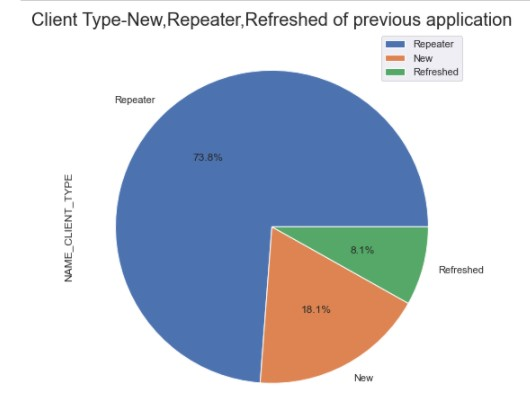 Client Type-New,Repeater,Refreshed of previous application
Repeater
New
Refreshed
Repeater
73.8%
NAME_CLIENT_TYPE
8.1%
Refreshed
18.1%
New